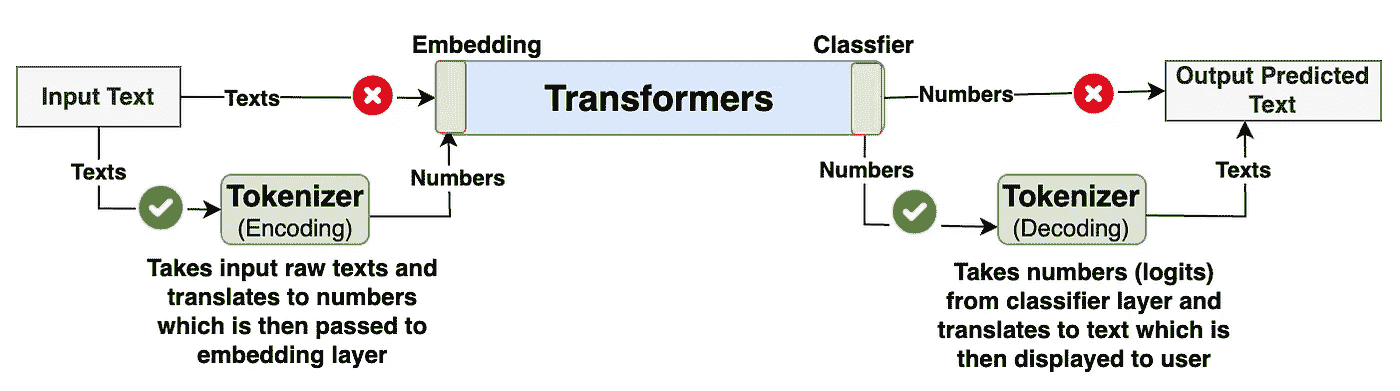 Embedding
Classfier
Input Text
Texts
Transformers
Numbers
Output Predicted
Text
Texts
Numbers
Numbers
Texts
Tokenizer
(Encoding)
Tokenizer
(Decoding)
Takes input raw texts and
translates to numbers
which is then passed to
embedding layer
Takes numbers (logits)
from classifier layer and
translates to text which is
then displayed to user